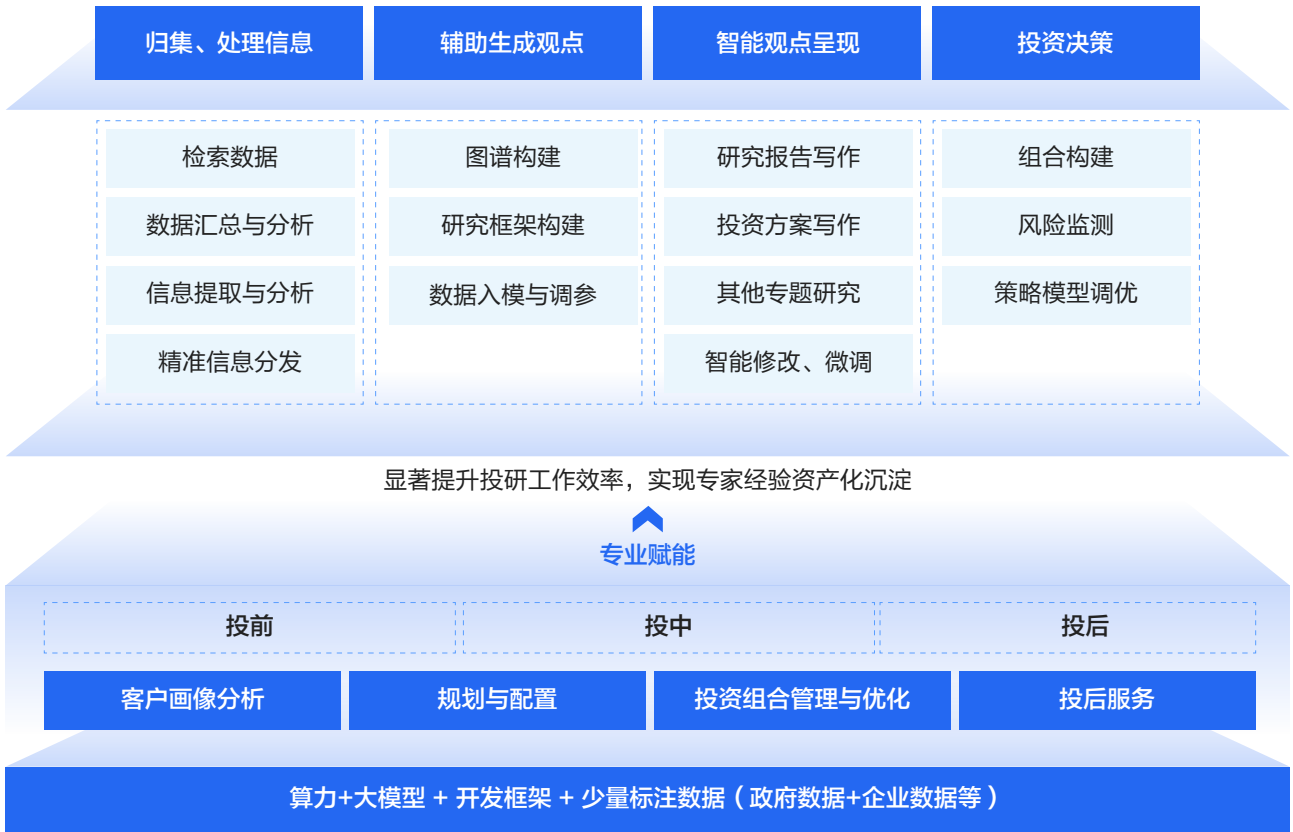 归集、处理信息
辅助生成观点
智能观点呈现
投资决策
检索数据
图谱构建
研究报告写作
组合构建
数据汇总与分析
研究框架构建
投资方案写作
风险监测
信息提取与分析
数据入模与调参
其他专题研究
策略模型调优
精准信息分发
智能修改、微调
显著提升投研工作效率，实现专家经验资产化沉淀
专业赋能
投前
投中
投后
客户画像分析
规划与配置
投资组合管理与优化
投后服务
算力+大模型 + 开发框架 + 少量标注数据（政府数据+企业数据等）